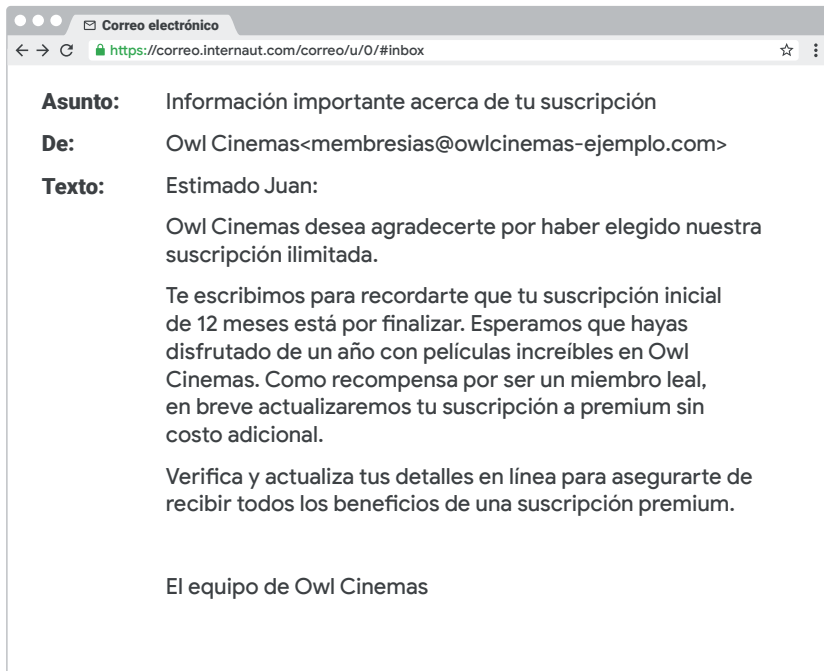 Correo electrónico
https://correo.internaut.com/correo/u/0/#inbox
Asunto: Información importante acerca de tu suscripción
De: Owl Cinemas<membresias@owlcinemas-ejemplo.com>
Texto: Estimado Juan:
Owl Cinemas desea agradecerte por haber elegido nuestra
suscripción ilimitada.
Te escribimos para recordarte que tu suscripción inicial
de 12 meses está por finalizar. Esperamos que hayas
disfrutado de un año con películas increíbles en Owl
Cinemas. Como recompensa por ser un miembro leal,
en breve actualizaremos tu suscripción a premium sin
costo adicional.
Verifica y actualiza tus detalles en línea para asegurarte de
recibir todos los beneficios de una suscripción premium.
El equipo de Owl Cinemas